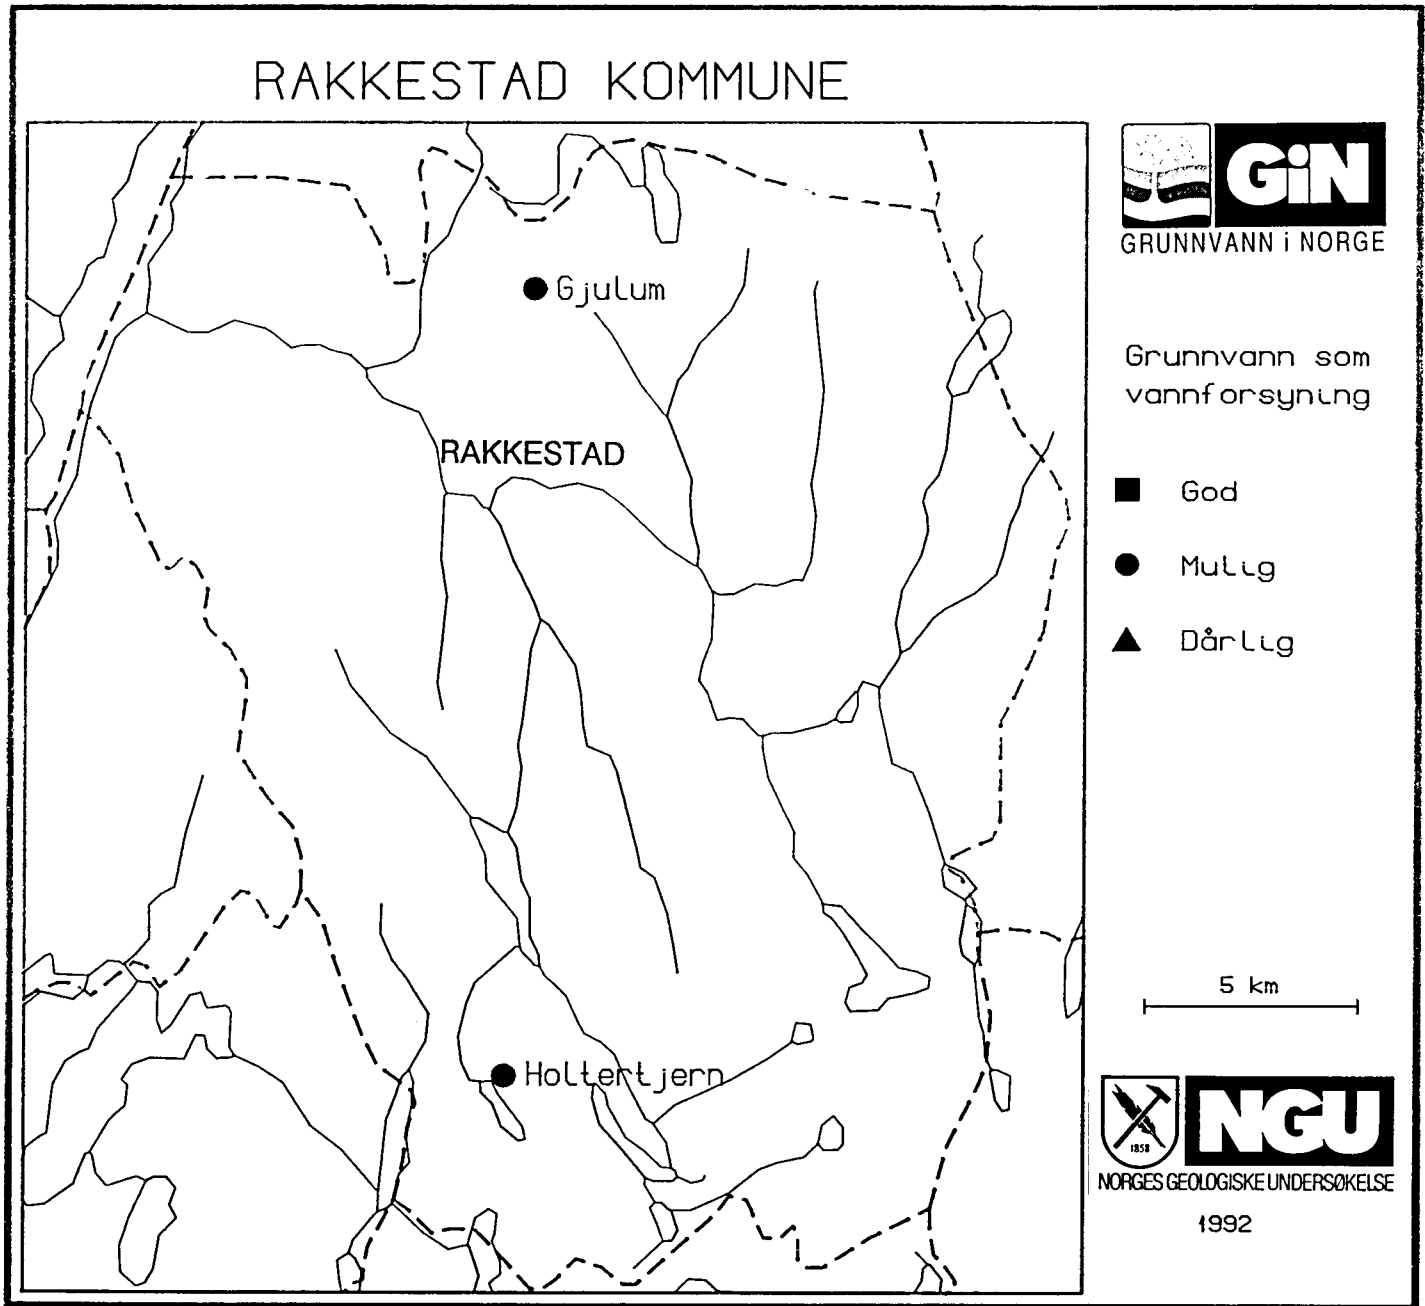 RAKKESTAD KOMMUNE
GiN
GRUNNVANN i NORGE
Gjulum
Grunnvann som
vannforsyning
RAKKESTAD
God
Mulig
Dårlig
5 km
Holtertjern
1858
NGU
NORGES GEOLOGISKE UNDERSØKELSE
1992